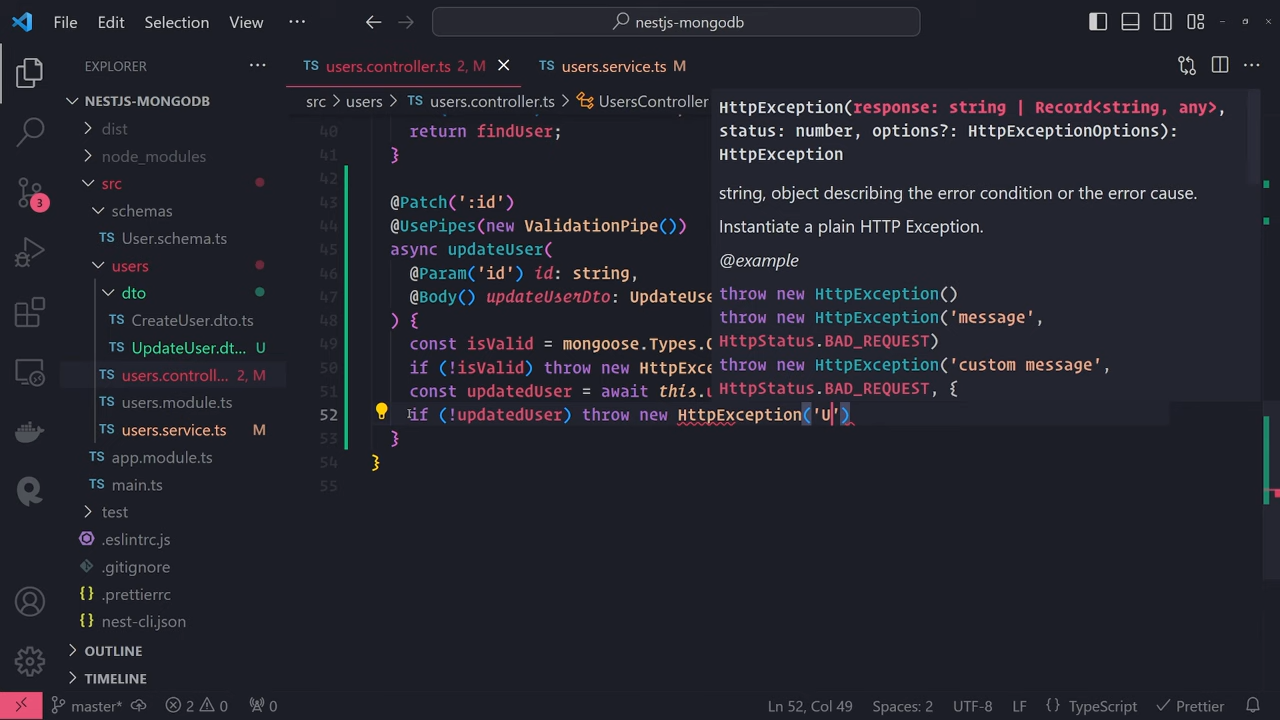 File Edit Selection View ··· nestjs-mongodb
EXPLORER ···
NESTJS-MONGODB
dist
node_modules
src
schemas
User.schema.ts
users
dto
CreateUser.dto.ts
UpdateUser.dt... U
users.controll... 2, M
users.module.ts
users.service.ts M
app.module.ts
main.ts
test
.eslintrc.js
.gitignore
.prettierrc
nest-cli.json
OUTLINE
TIMELINE
3
TS users.controller.ts 2, M TS users.service.ts M
src > users > TS users.controller.ts > UsersController
40 return findUser;
41 }
42
43 @Patch(':id')
44 @UsePipes(new ValidationPipe())
45 async updateUser(
46 @Param('id') id: string,
47 @Body() updateUserDto: UpdateUse
48 ) {
49 const isValid = mongoose.Types.O
50 if (!isValid) throw new HttpExce
51 const updatedUser = await this.u
52 if (!updatedUser) throw new HttpException('U')
53 }
54 }
55
HttpException(response: string | Record<string, any>,
status: number, options?: HttpExceptionOptions):
HttpException
string, object describing the error condition or the error cause.
Instantiate a plain HTTP Exception.
@example
throw new HttpException()
throw new HttpException('message',
HttpStatus.BAD_REQUEST)
throw new HttpException('custom message',
HttpStatus.BAD_REQUEST, {
master* 2 0 0 Ln 52, Col 49 Spaces: 2 UTF-8 LF {} TypeScript Prettier